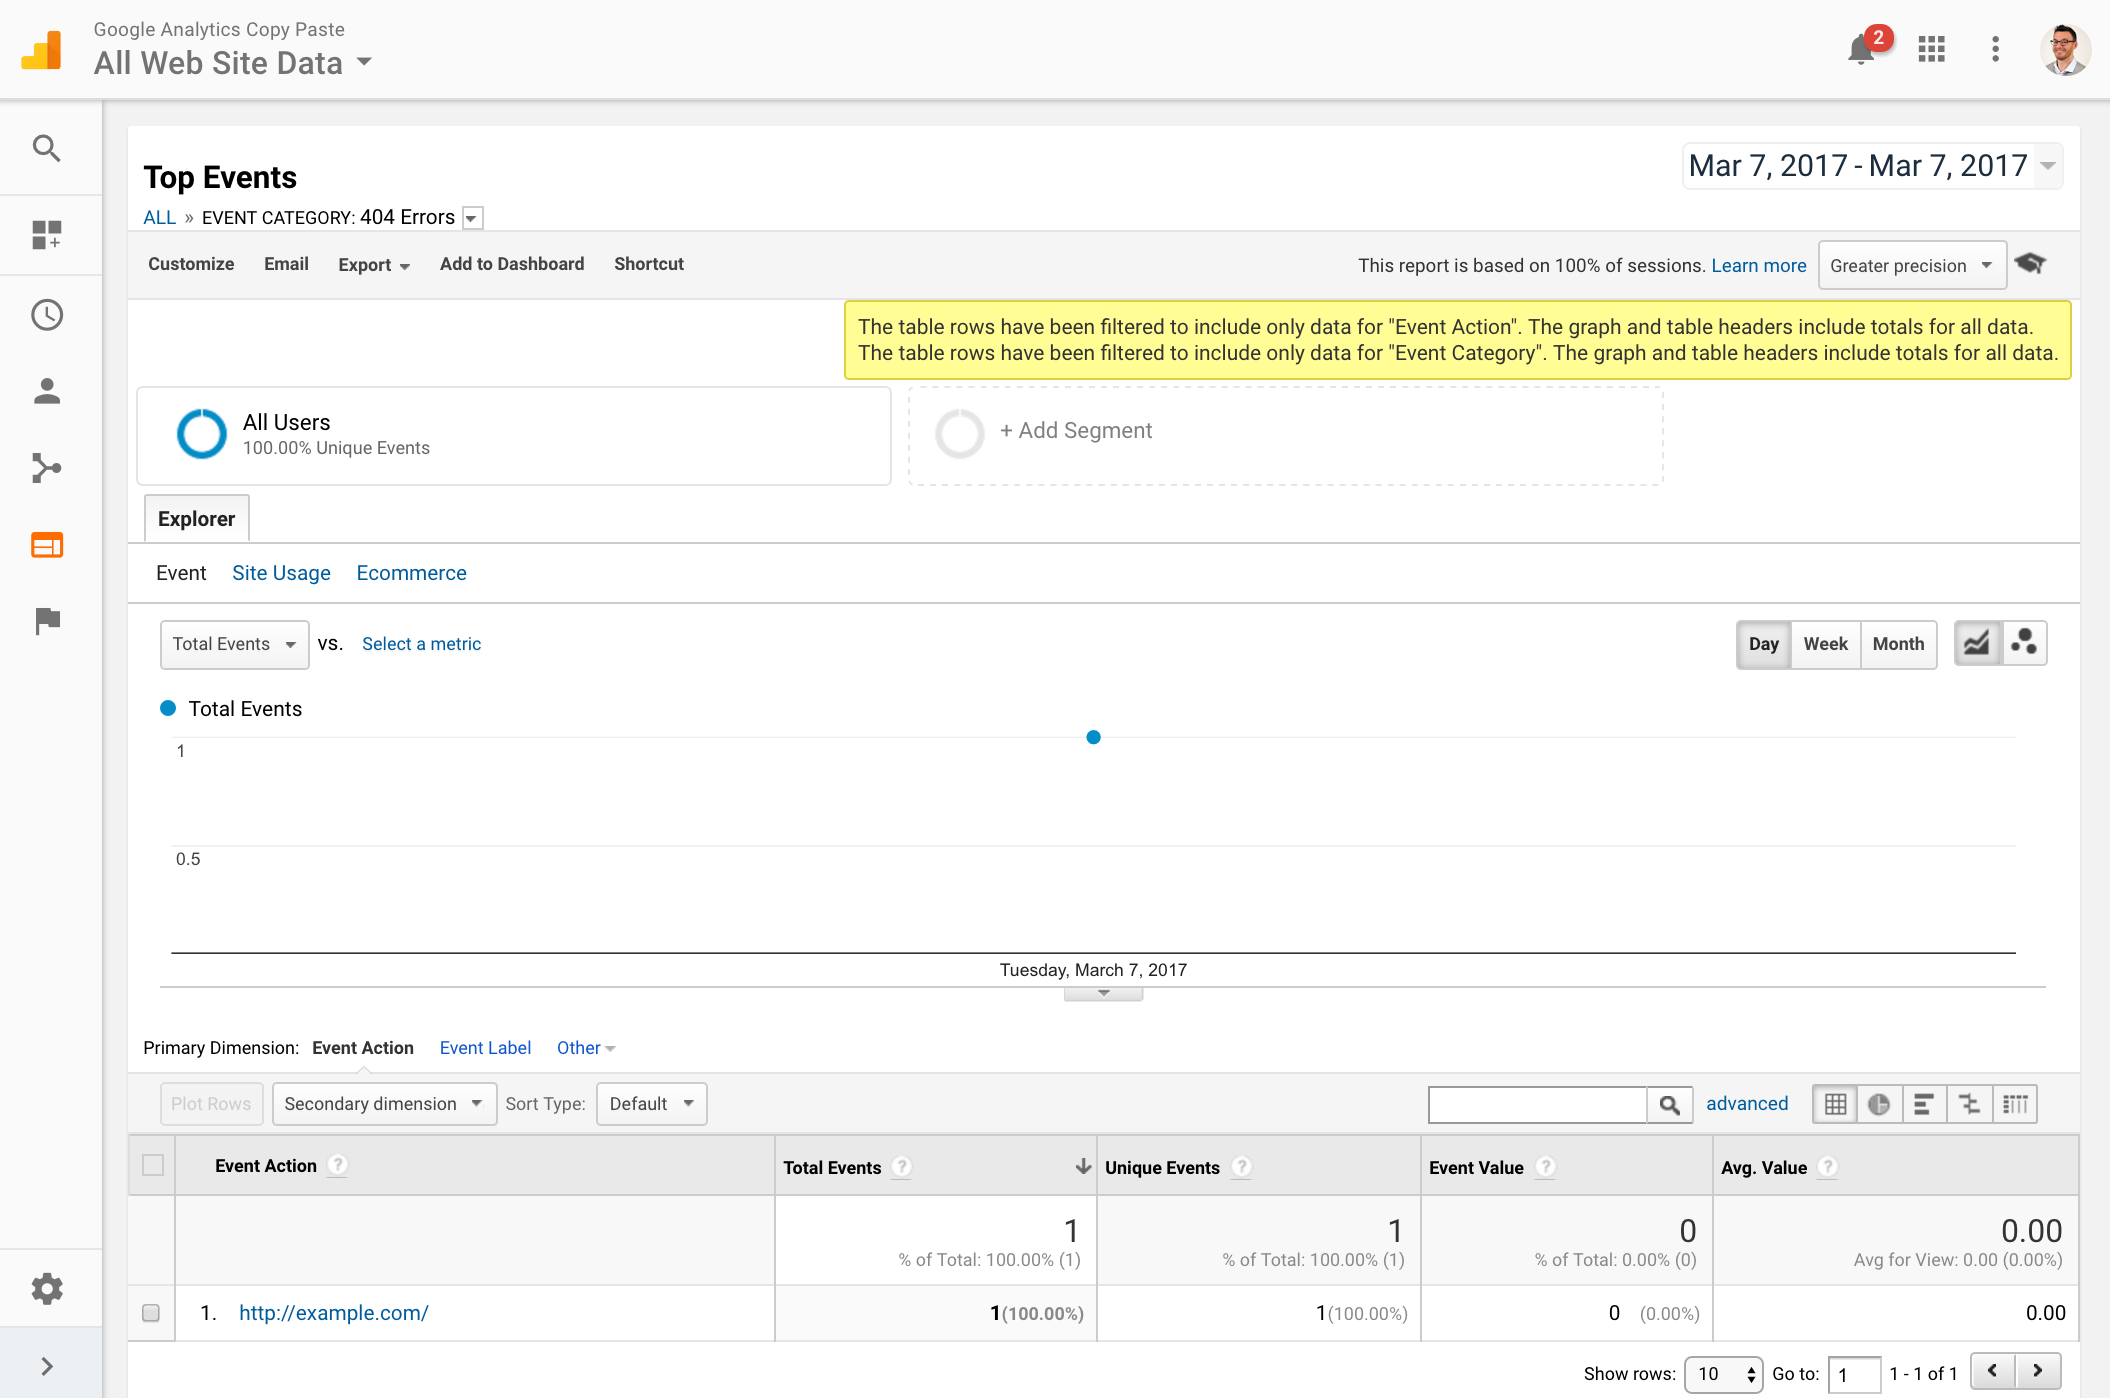 Google Analytics Copy Paste
All Web Site Data
2
Top Events
Mar 7, 2017 - Mar 7, 2017
ALL » EVENT CATEGORY: 404 Errors
Customize Email Export Add to Dashboard Shortcut
This report is based on 100% of sessions. Learn more Greater precision
The table rows have been filtered to include only data for "Event Action". The graph and table headers include totals for all data.
The table rows have been filtered to include only data for "Event Category". The graph and table headers include totals for all data.
All Users
100.00% Unique Events
+ Add Segment
Explorer
Event Site Usage Ecommerce
Total Events vs. Select a metric
Day Week Month
Total Events
1
0.5
Tuesday, March 7, 2017
Primary Dimension: Event Action Event Label Other
Plot Rows Secondary dimension Sort Type: Default
advanced
Event Action ? Total Events ? Unique Events ? Event Value ? Avg. Value ?
1 1 0 0.00
% of Total: 100.00% (1) % of Total: 100.00% (1) % of Total: 0.00% (0) Avg for View: 0.00 (0.00%)
1. http://example.com/ 1(100.00%) 1(100.00%) 0 (0.00%) 0.00
Show rows: 10 Go to: 1 1 - 1 of 1